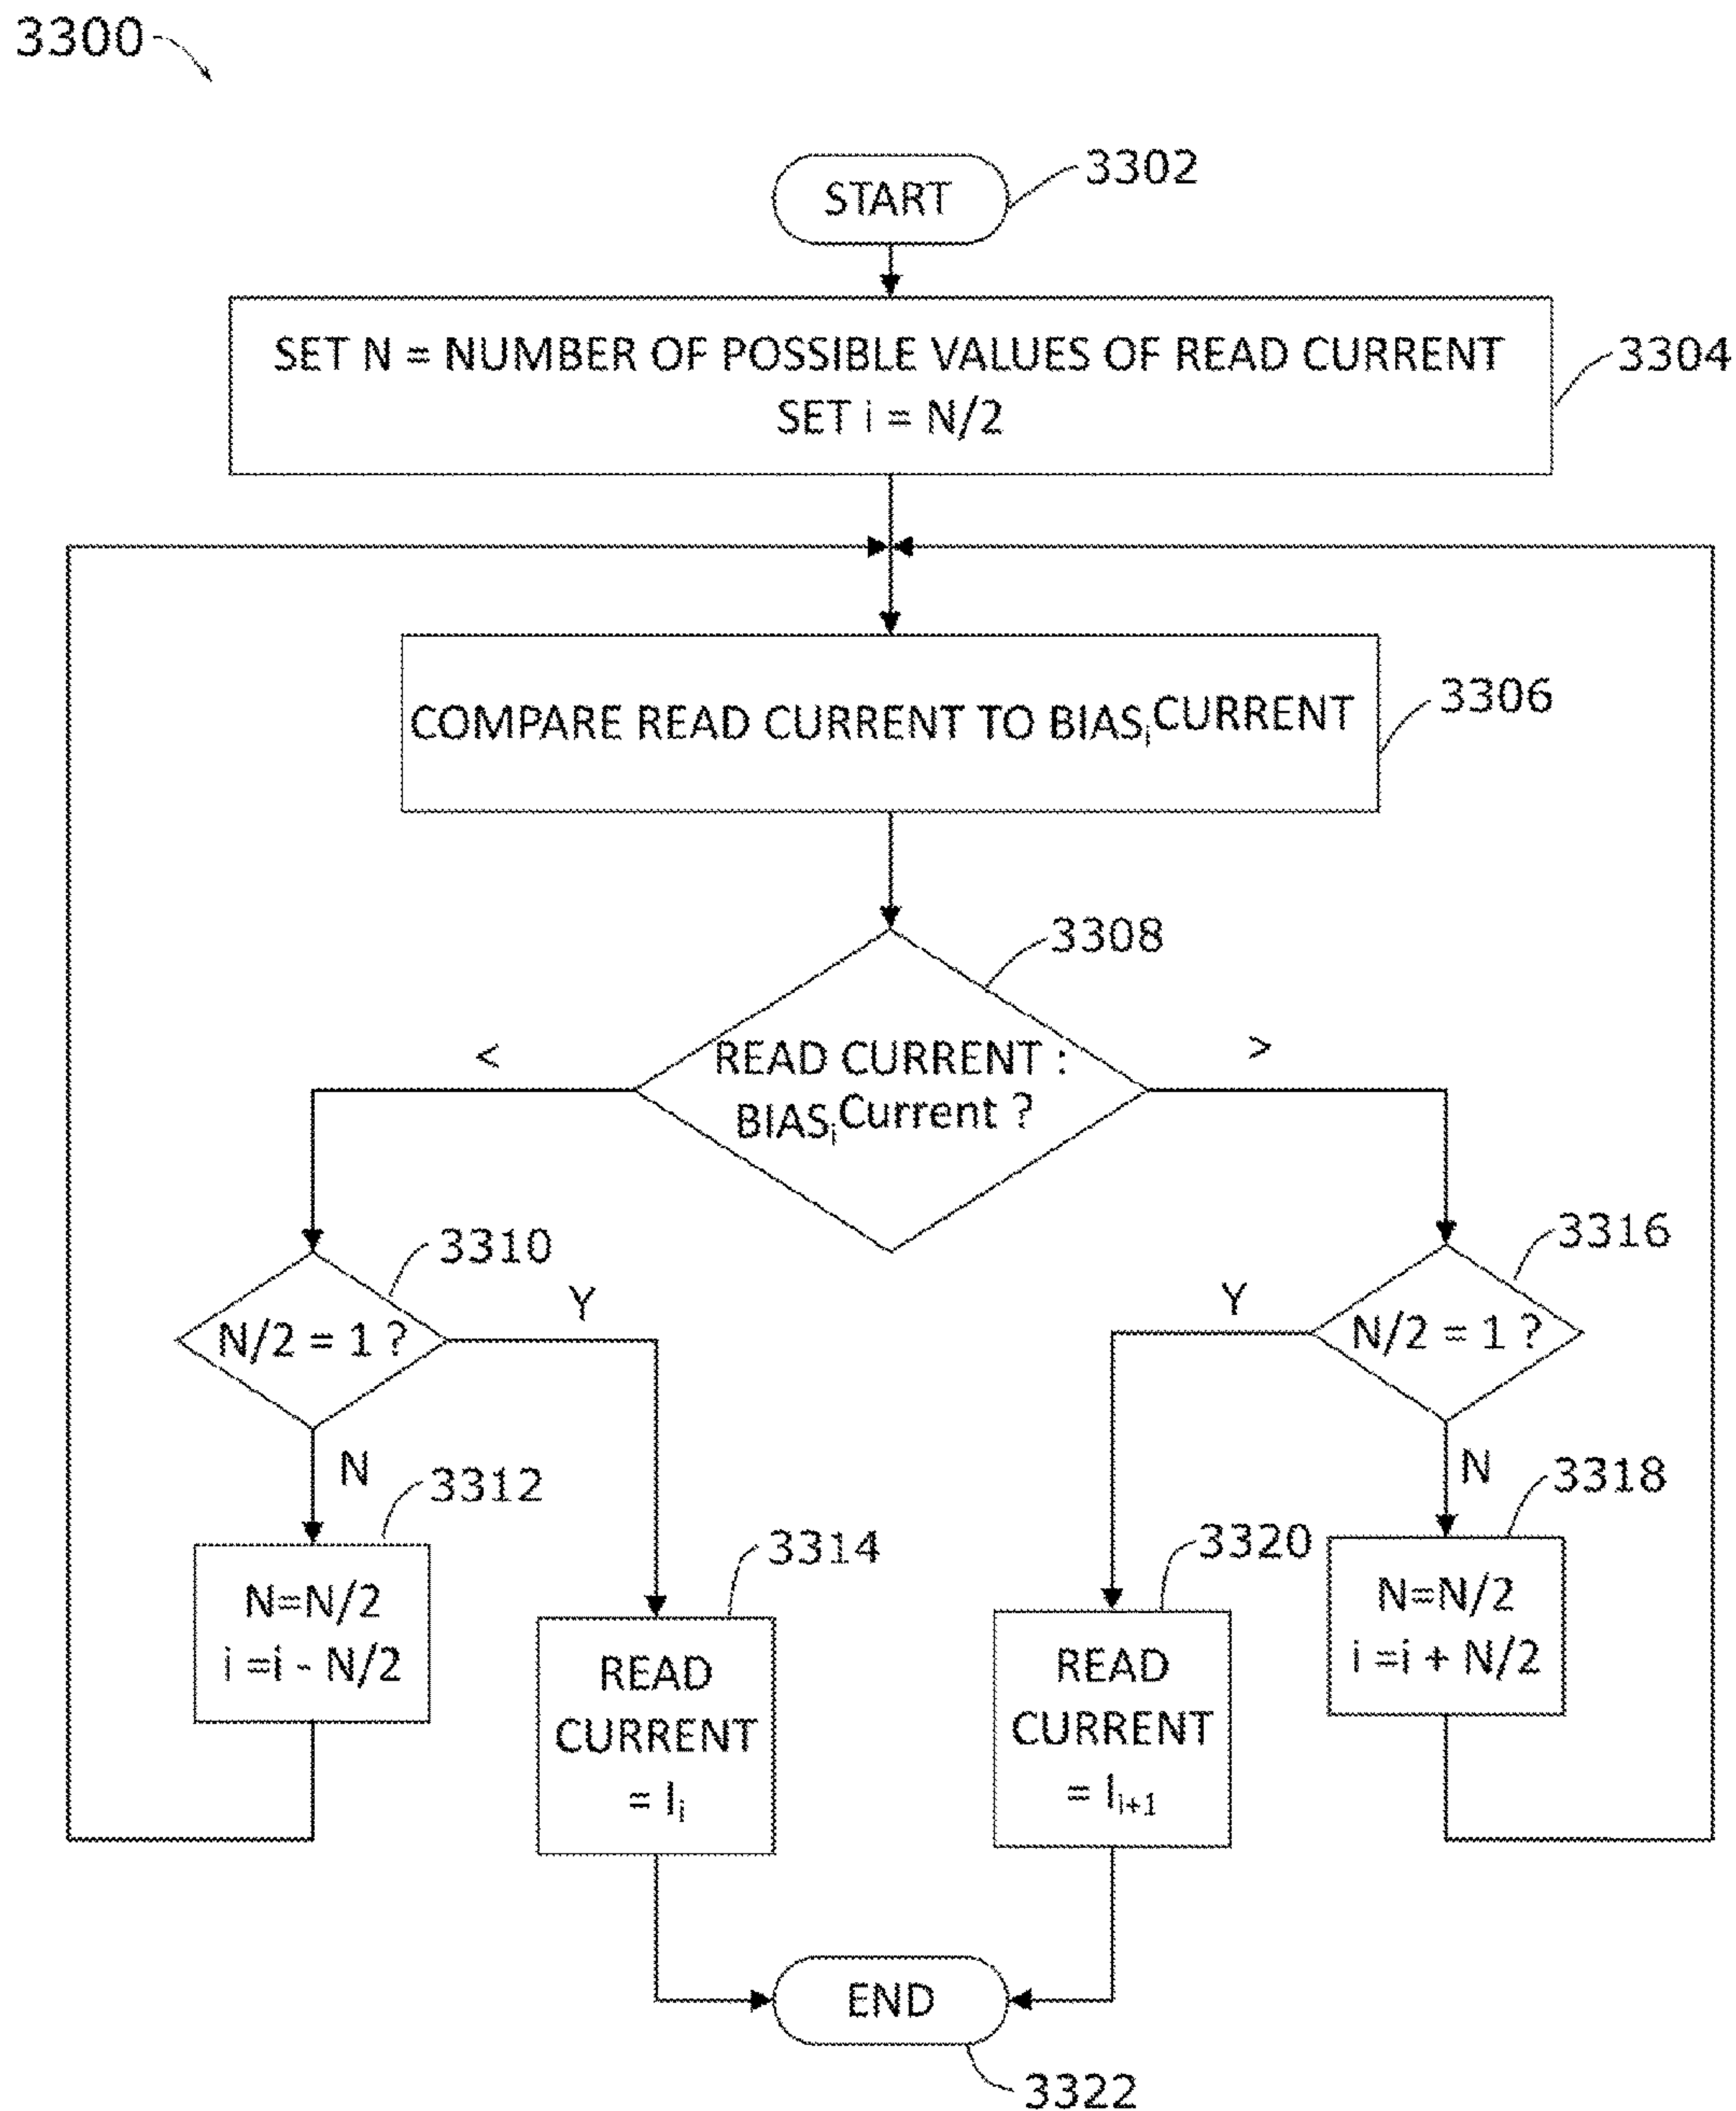 3300
3302
START
SET N = NUMBER OF POSSIBLE VALUES OF READ CURRENT
SET i = N/2
3304
COMPARE READ CURRENT TO BIASi CURRENT
3306
3308
<
>
READ CURRENT :
BIASi Current ?
3310
3316
Y
Y
N/2 = 1 ?
N/2 = 1 ?
N
N
3312
3318
3314
3320
N=N/2
i =i - N/2
N=N/2
i =i + N/2
READ
CURRENT
= Ii
READ
CURRENT
= Ii+1
END
3322